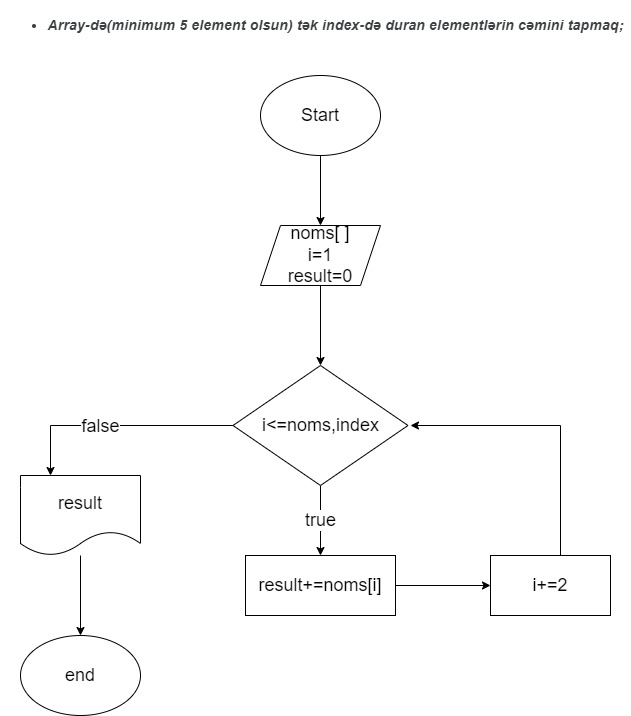 Array-də(minimum 5 element olsun) tək index-də duran elementlərin cəmini tapmaq;
Start
noms[ ]
i=1
result=0
i<=noms,index
false
true
result
result+=noms[i]
i+=2
end